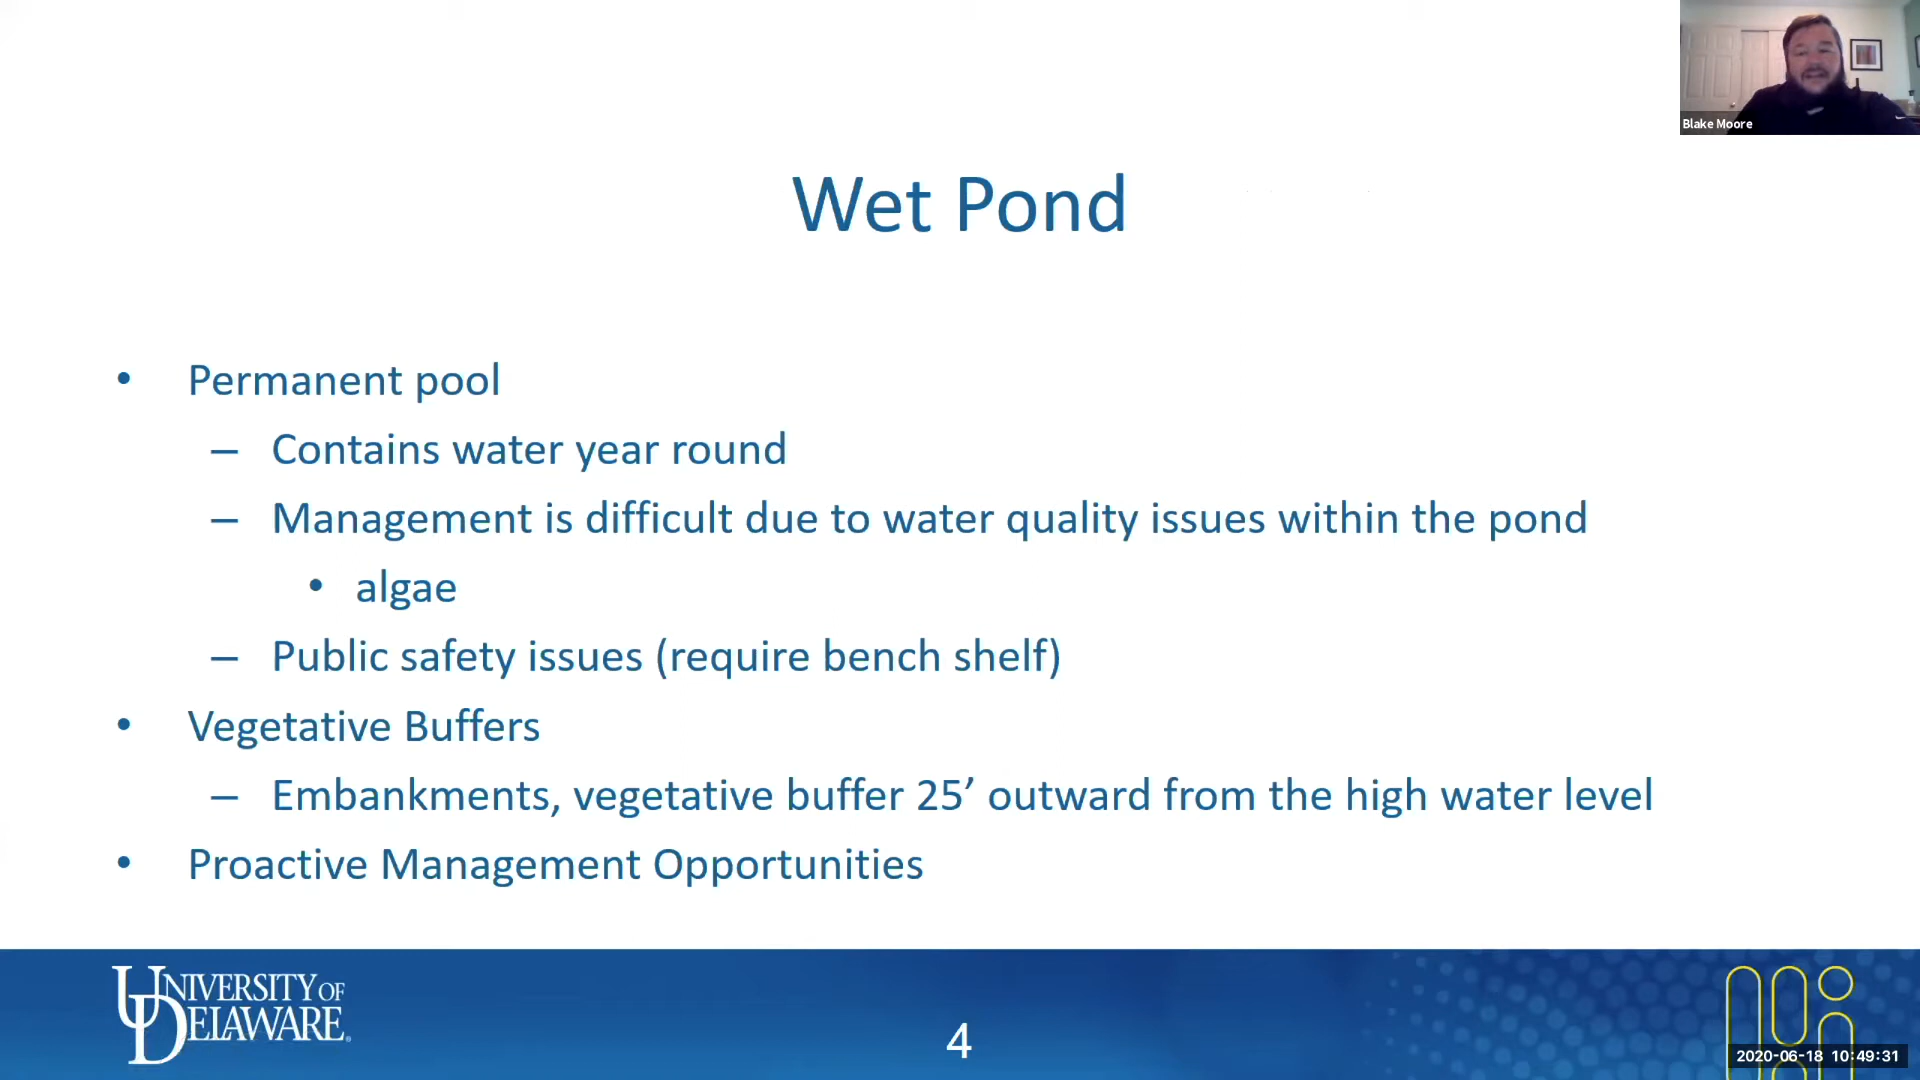 Blake Moore
Wet Pond
• Permanent pool
– Contains water year round
– Management is difficult due to water quality issues within the pond
• algae
– Public safety issues (require bench shelf)
• Vegetative Buffers
– Embankments, vegetative buffer 25’ outward from the high water level
• Proactive Management Opportunities
UNIVERSITY OF
DELAWARE.
4
2020-06-18 10:49:31